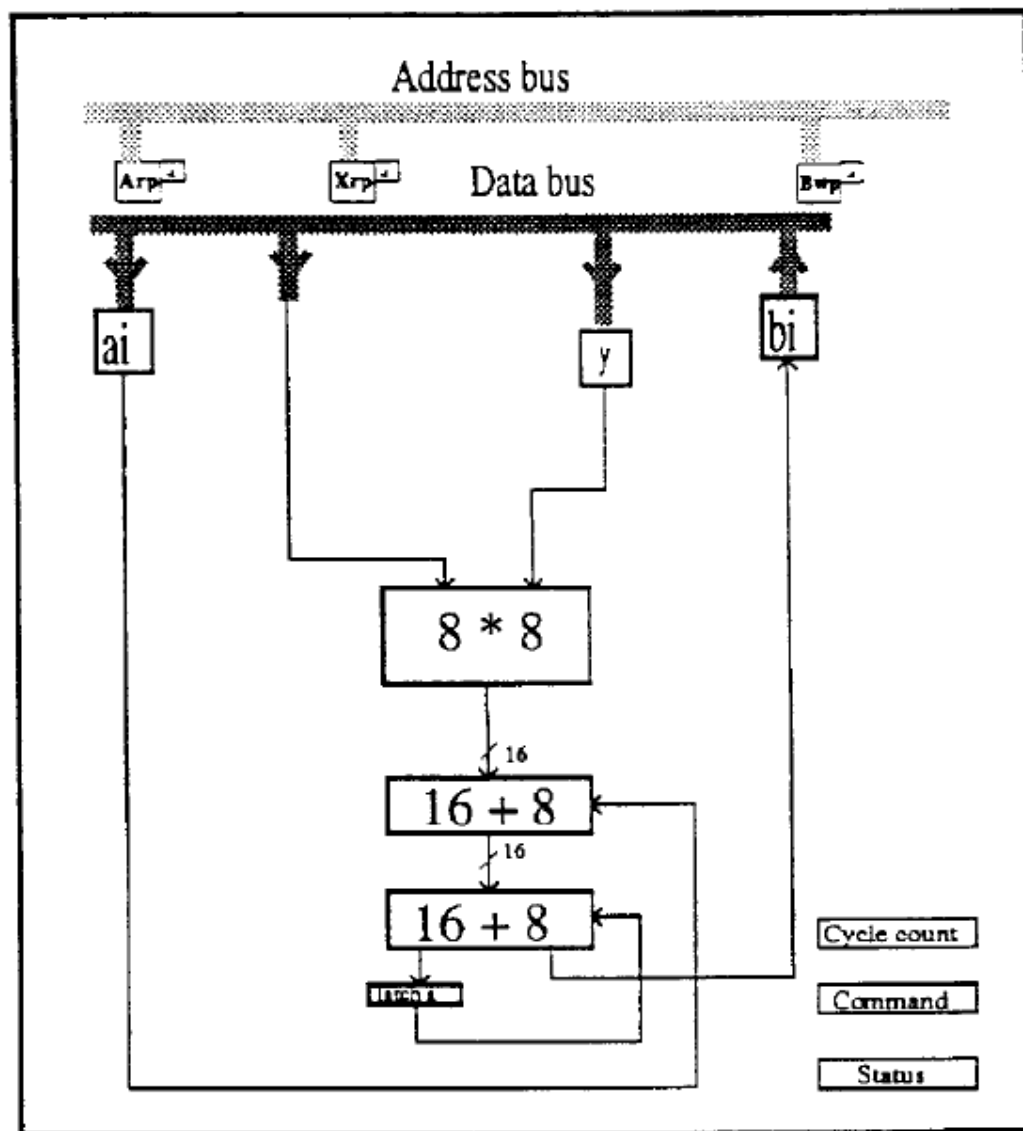 Address bus
Arp
Xrp
Bwp
Data bus
ai
y
bi
8 * 8
16
16 + 8
16
16 + 8
latch
Cycle count
Command
Status